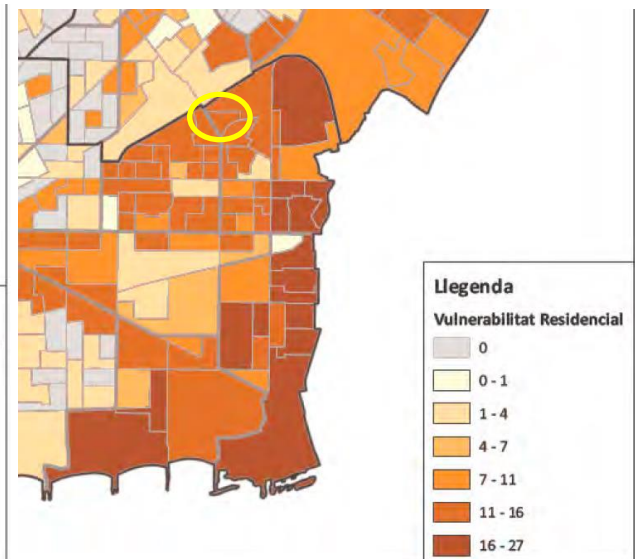 Llegenda
Vulnerabilitat Residencial
0
0 - 1
1 - 4
4 - 7
7 - 11
11 - 16
16 - 27